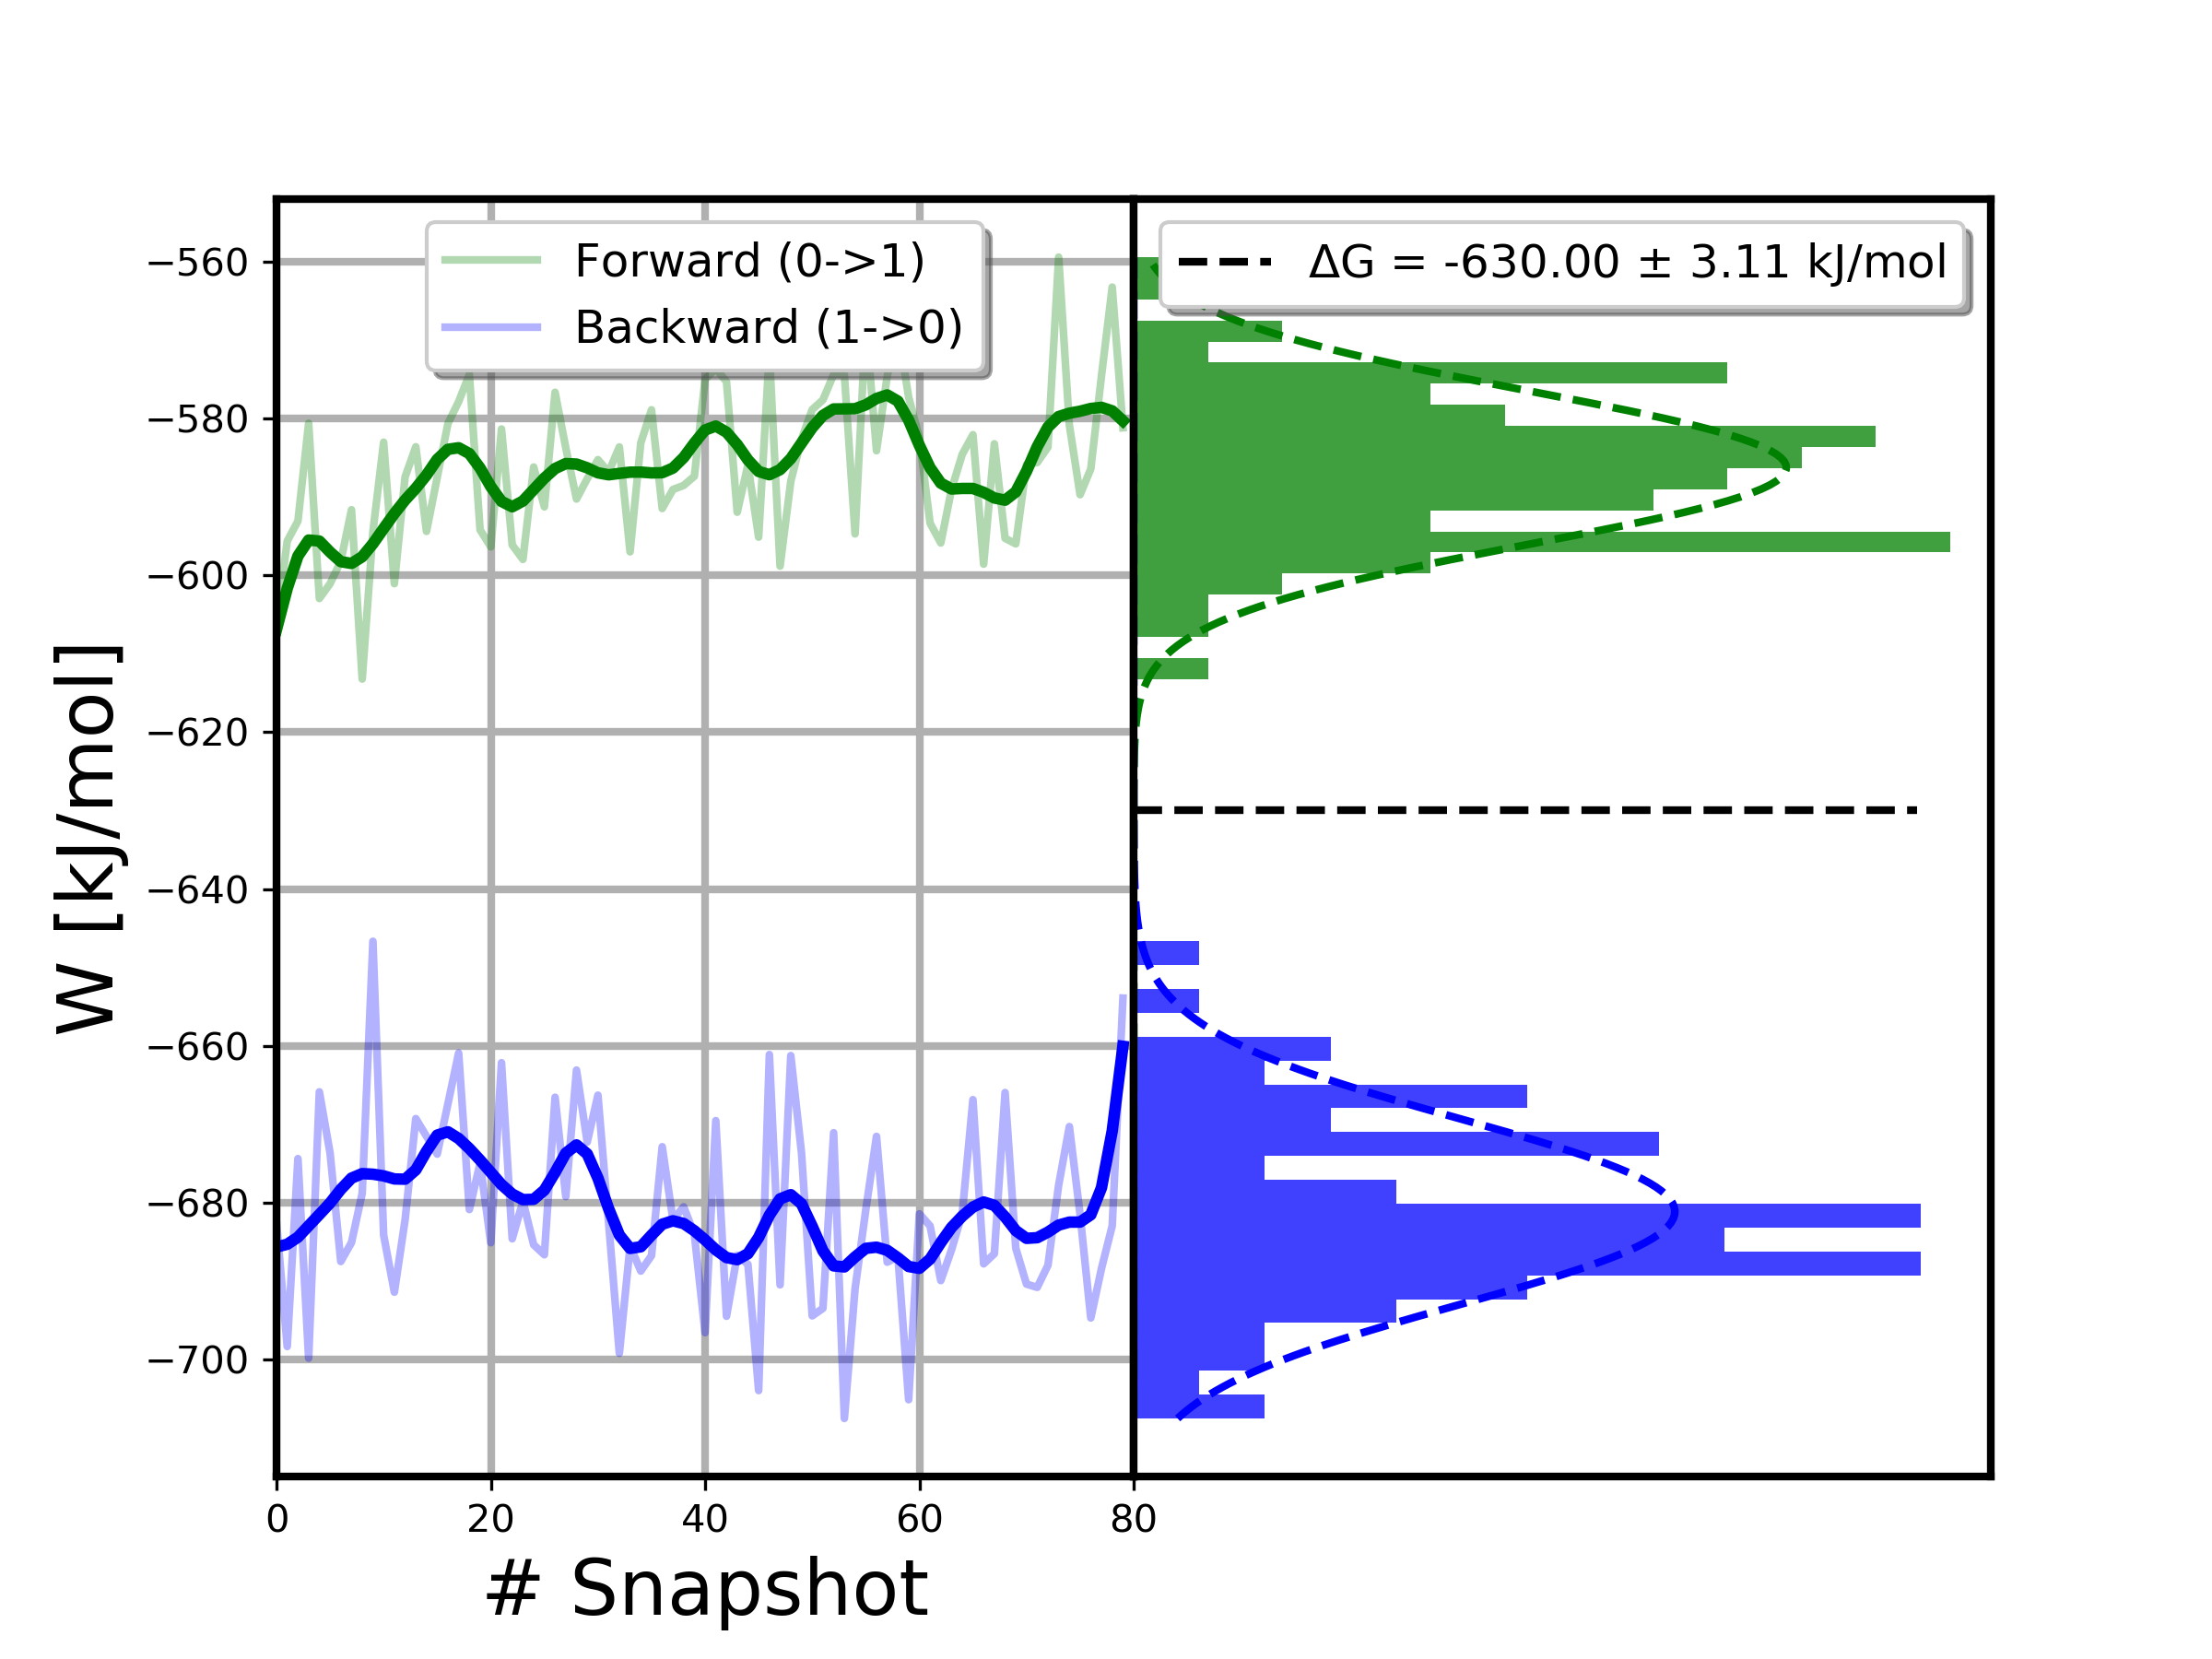 Forward (0->1)
Backward (1->0)
ΔG = -630.00 ± 3.11 kJ/mol
−560
−580
−600
−620
−640
−660
−680
−700
W [kJ/mol]
0 20 40 60 80
# Snapshot